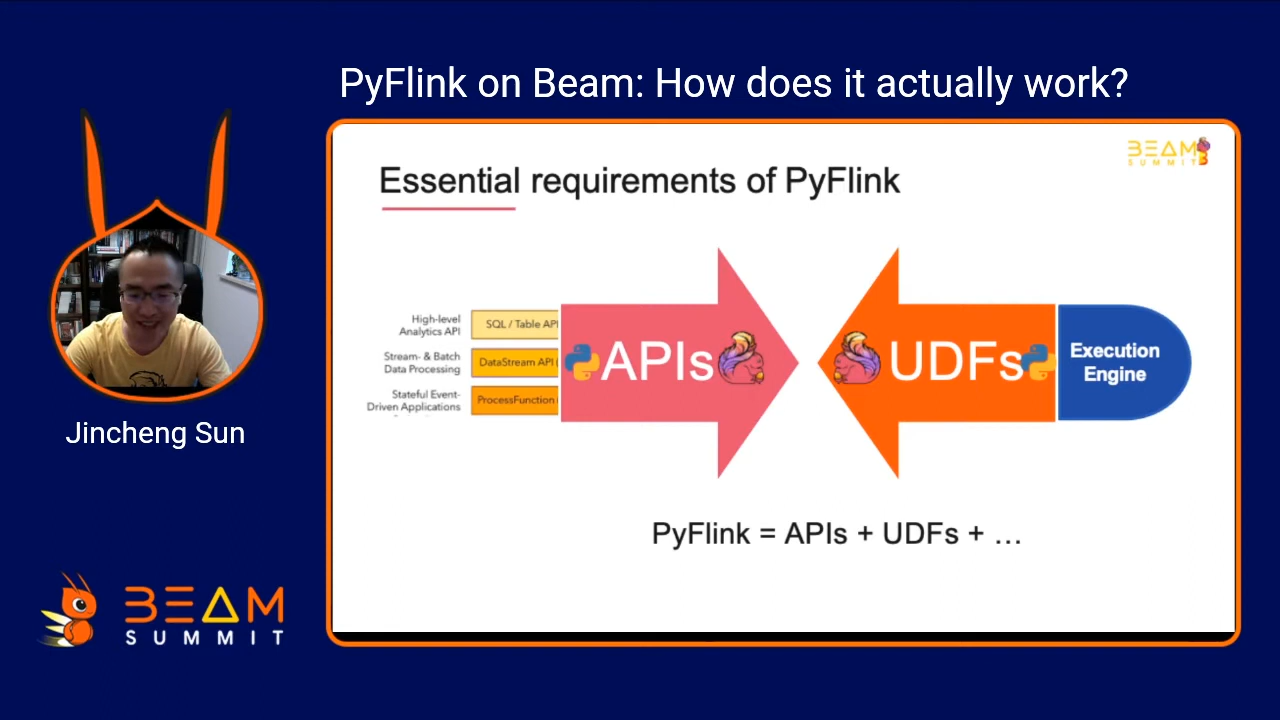 PyFlink on Beam: How does it actually work?
BEAM
SUMMIT
Essential requirements of PyFlink
High-level
Analytics API
SQL / Table API
Stream- & Batch
Data Processing
DataStream API (
Stateful Event-
Driven Applications
ProcessFunction (
APIs
UDFs
Execution
Engine
PyFlink = APIs + UDFs + …
Jincheng Sun
BEAM
SUMMIT